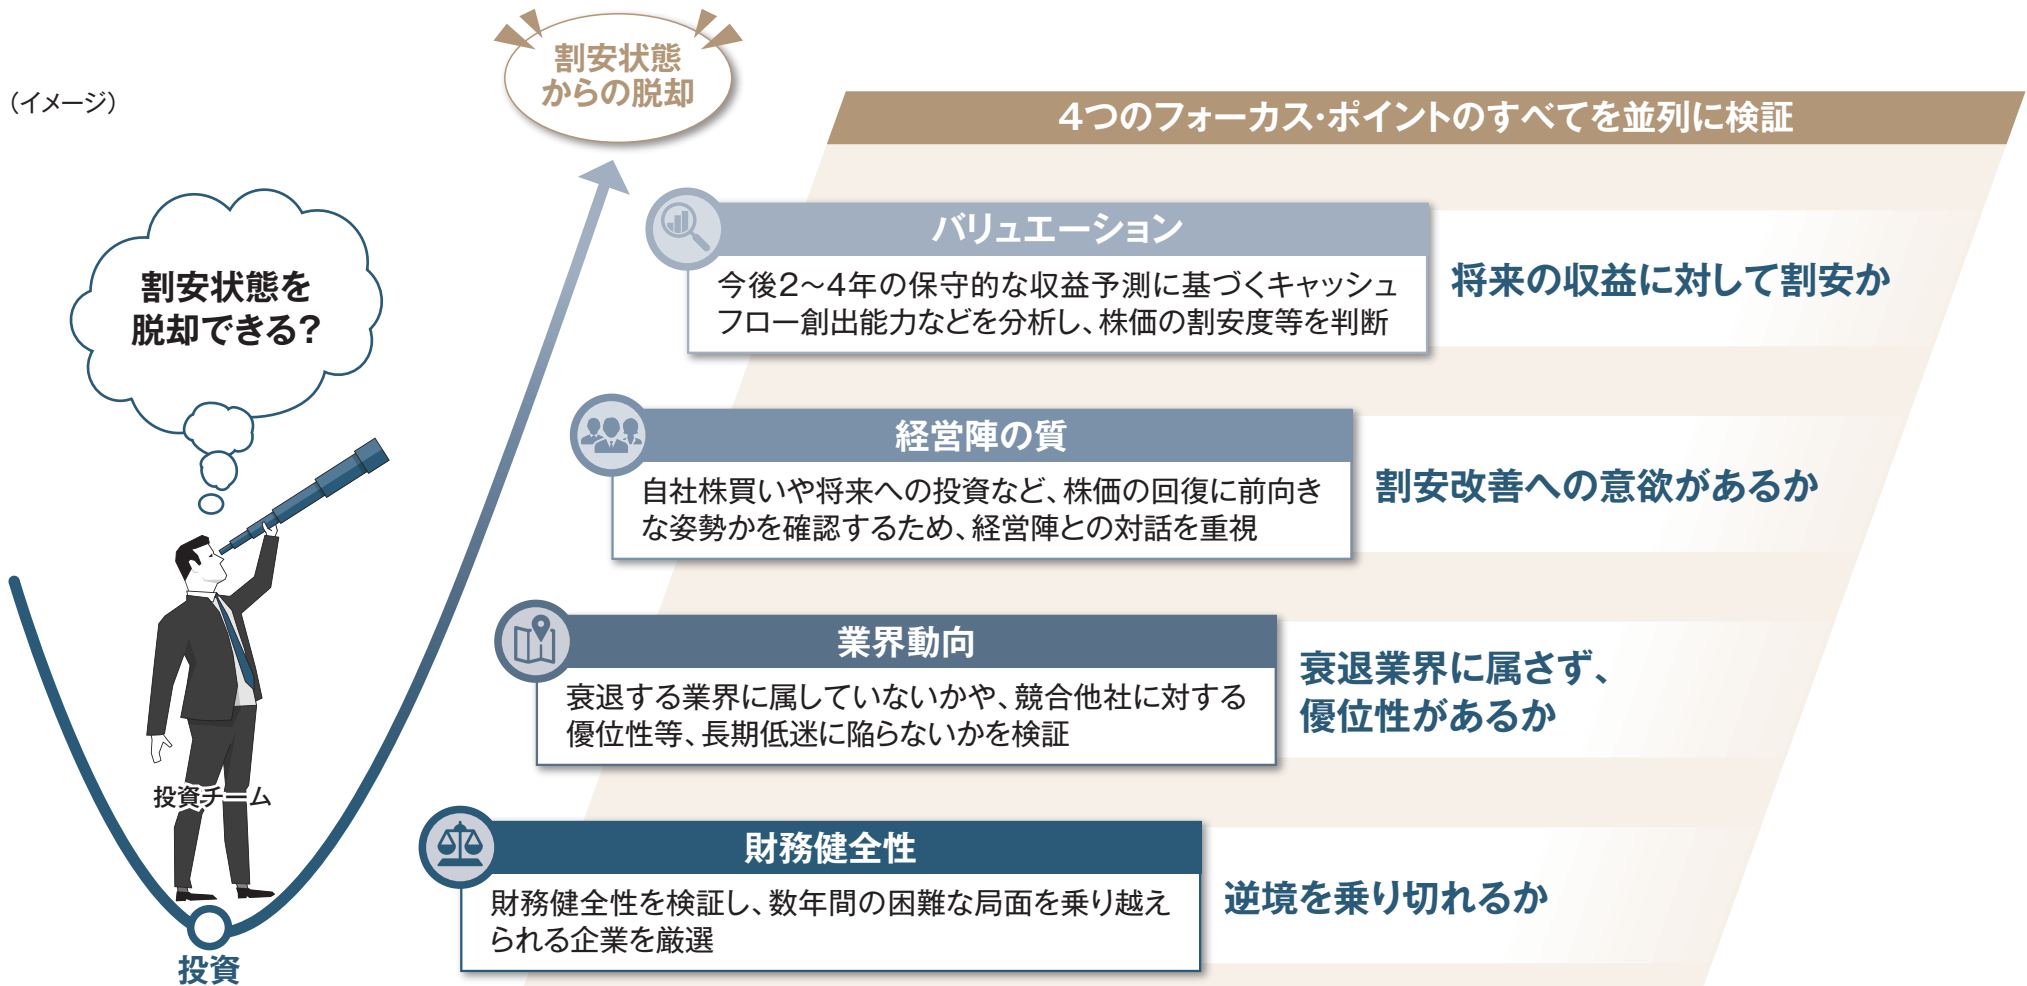 （イメージ）
割安状態
からの脱却
4つのフォーカス・ポイントのすべてを並列に検証
割安状態を
脱却できる？
投資チーム
投資
バリュエーション
今後2～4年の保守的な収益予測に基づくキャッシュ
フロー創出能力などを分析し、株価の割安度等を判断
将来の収益に対して割安か
経営陣の質
自社株買いや将来への投資など、株価の回復に前向き
な姿勢かを確認するため、経営陣との対話を重視
割安改善への意欲があるか
業界動向
衰退する業界に属していないかや、競合他社に対する
優位性等、長期低迷に陥らないかを検証
衰退業界に属さず、
優位性があるか
財務健全性
財務健全性を検証し、数年間の困難な局面を乗り越え
られる企業を厳選
逆境を乗り切れるか